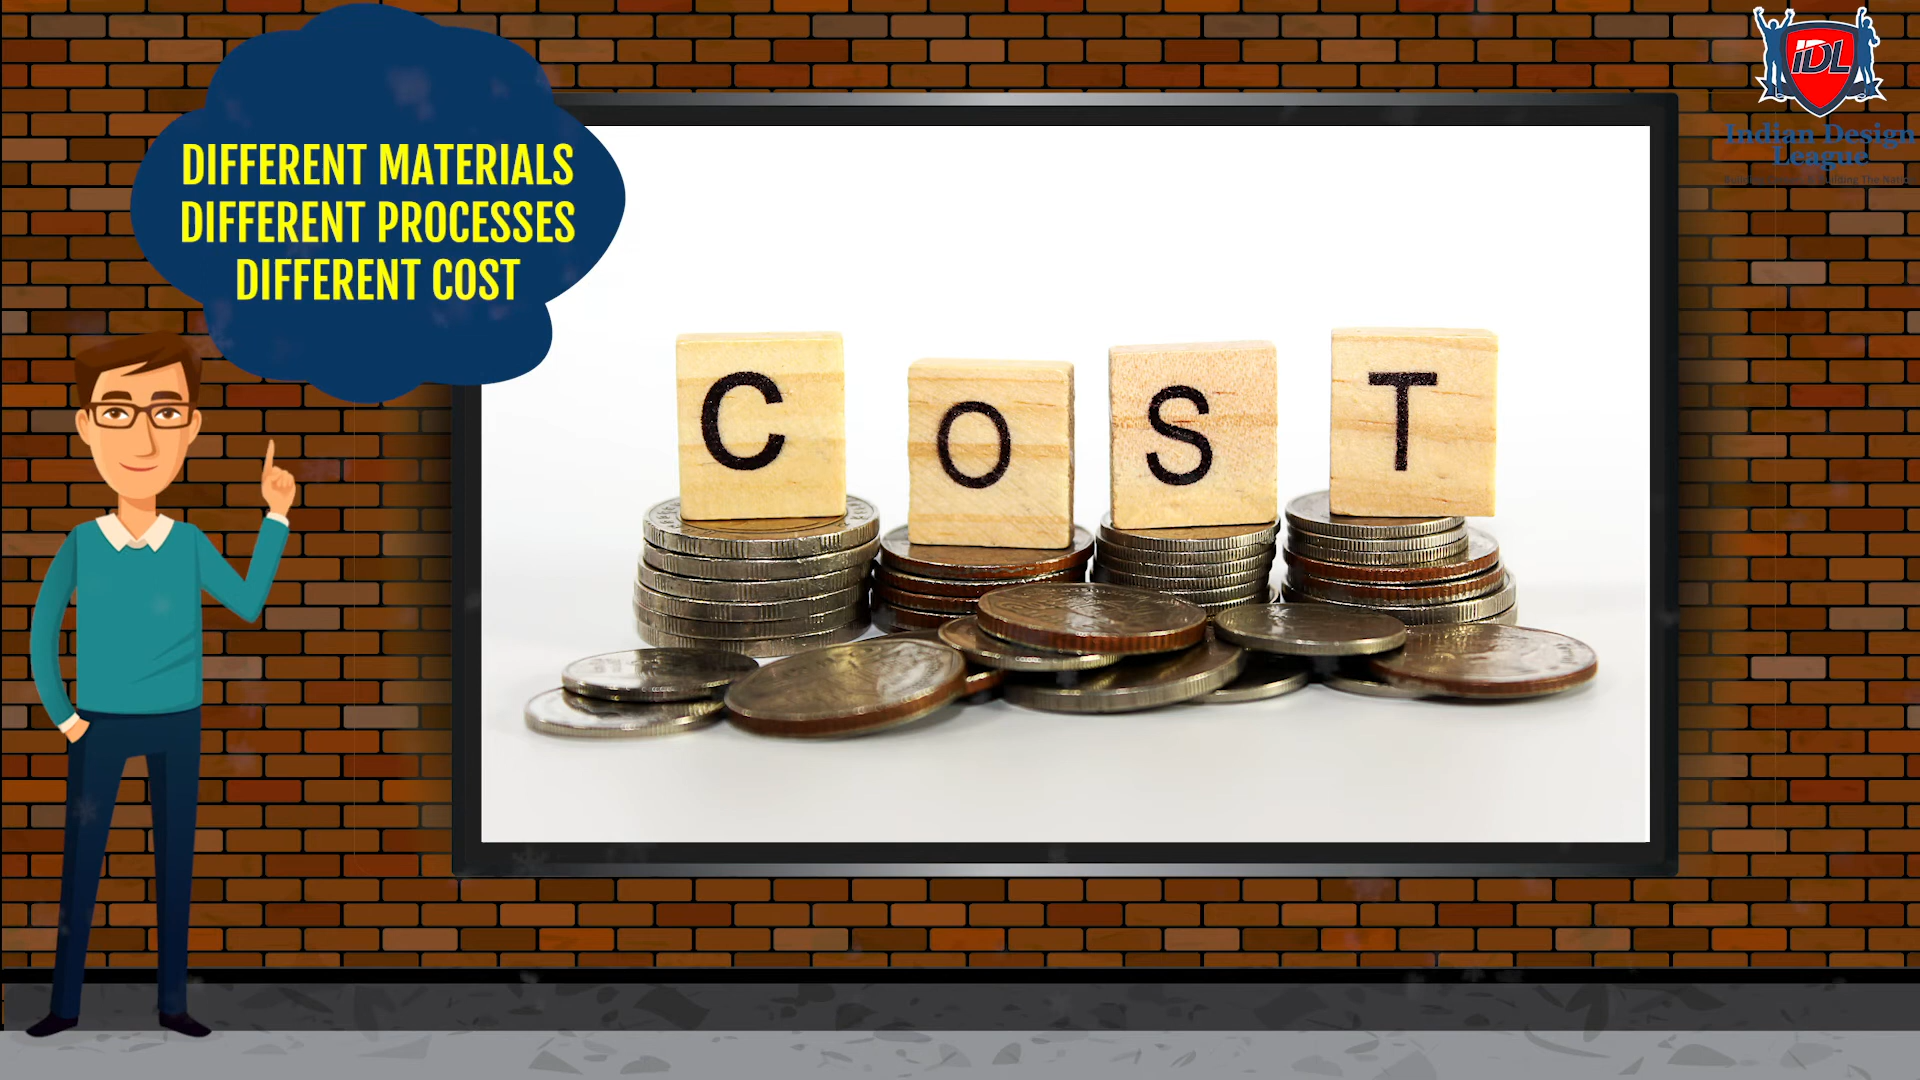 DIFFERENT MATERIALS
DIFFERENT PROCESSES
DIFFERENT COST
COST
IDL
Indian Design
League